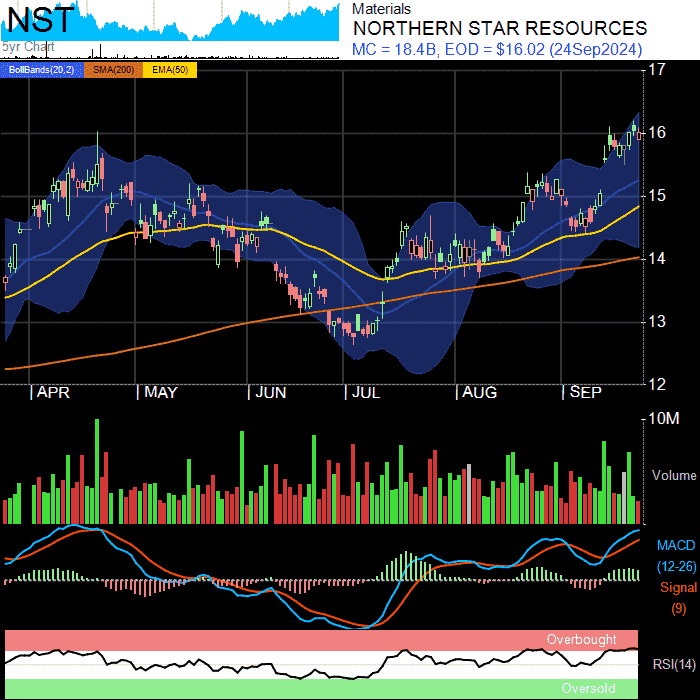 NST
5yr Chart
Materials
NORTHERN STAR RESOURCES
MC = 18.4B, EOD = $16.02 (24Sep2024)
BollBands(20,2) SMA(200) EMA(50)
17
16
15
14
13
12
APR MAY JUN JUL AUG SEP
10M
Volume
MACD
(12-26)
Signal
(9)
Overbought
RSI(14)
Oversold